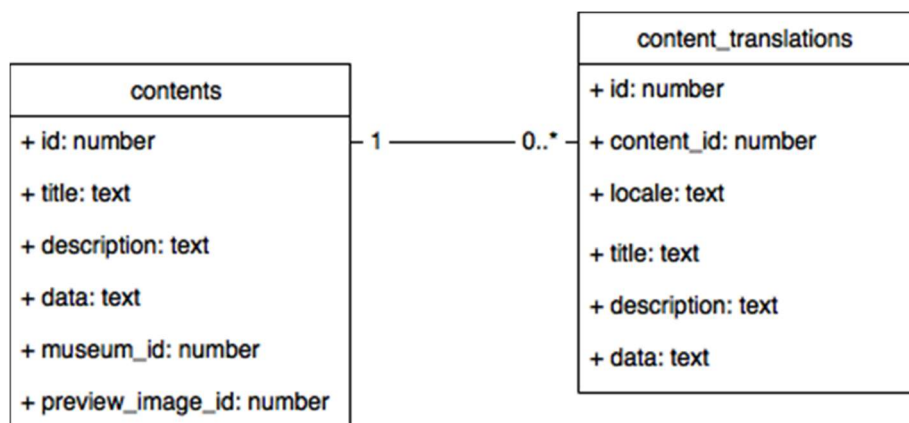 contents
+ id: number
+ title: text
+ description: text
+ data: text
+ museum_id: number
+ preview_image_id: number
1
0..*
content_translations
+ id: number
+ content_id: number
+ locale: text
+ title: text
+ description: text
+ data: text